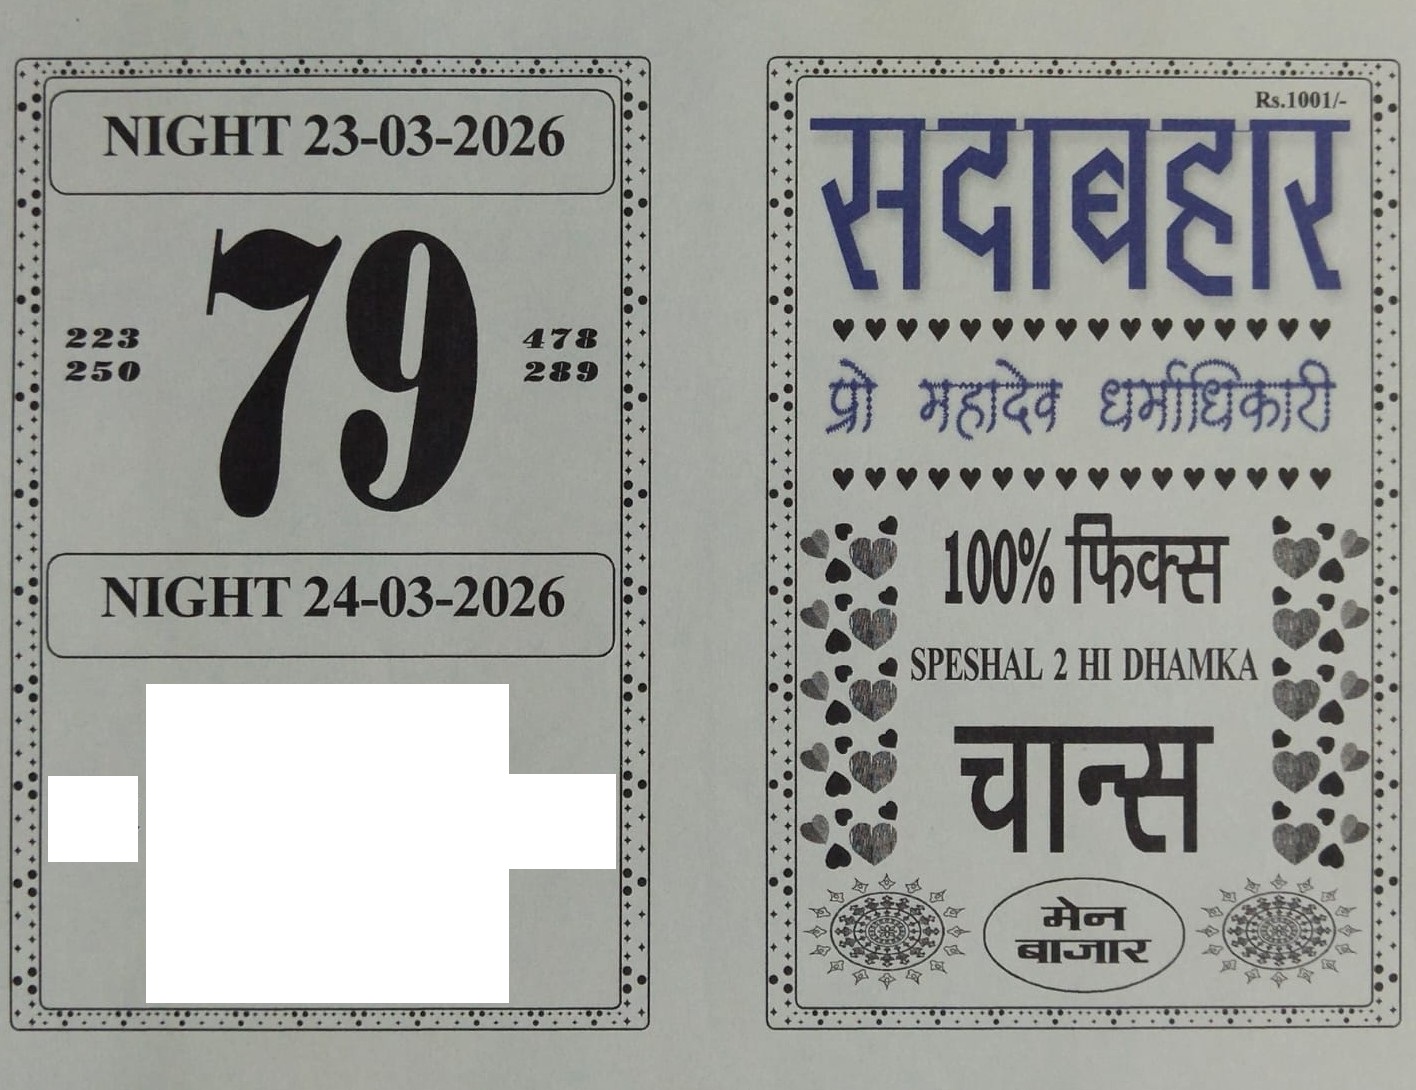 NIGHT 23-03-2026
79
223
250
478
289
NIGHT 24-03-2026
Rs.1001/-
सदाबहार
प्रो महादेव धर्माधिकारी
100% फिक्स
SPESHAL 2 HI DHAMKA
चान्स
मेन
बाजार